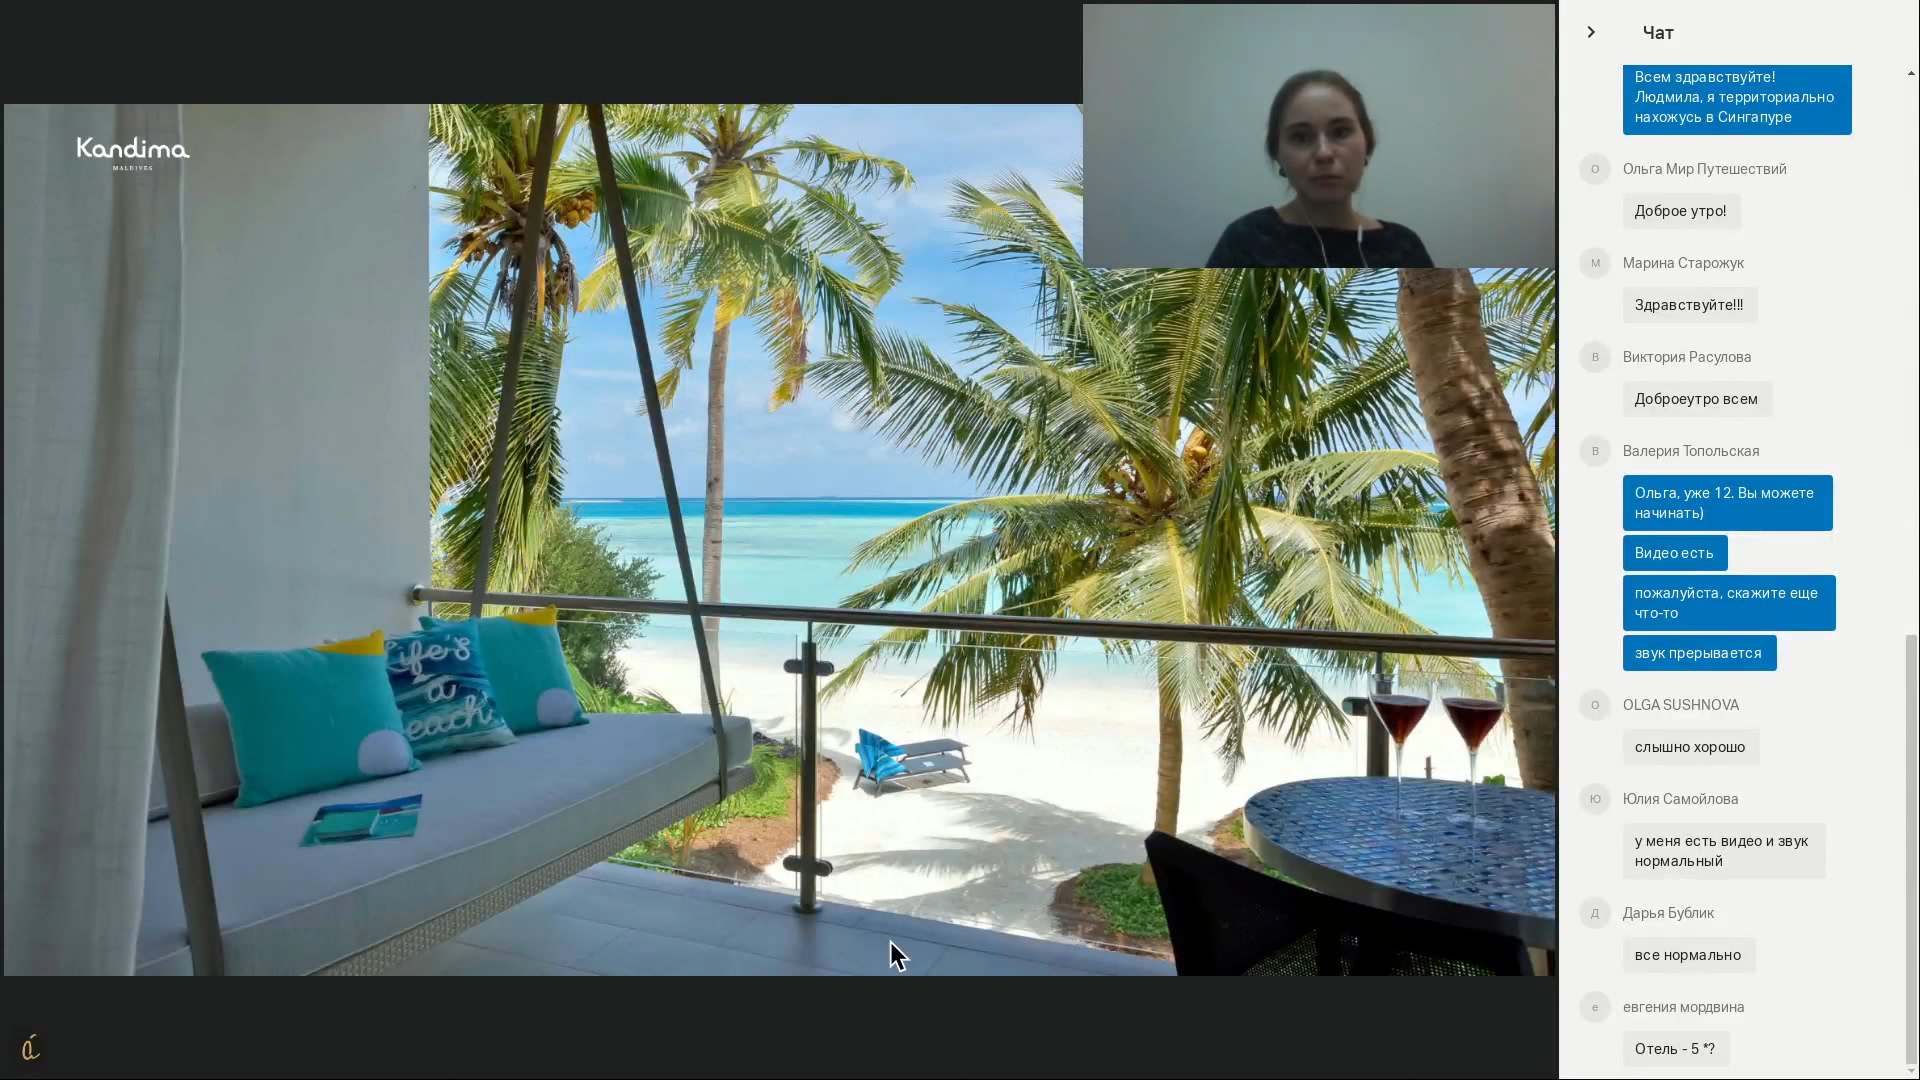 Kandima
MALDIVES
Life's
a
beach
á
Чат
Всем здравствуйте!
Людмила, я территориально
нахожусь в Сингапуре
О
Ольга Мир Путешествий
Доброе утро!
М
Марина Старожук
Здравствуйте!!!
В
Виктория Расулова
Доброеутро всем
В
Валерия Топольская
Ольга, уже 12. Вы можете
начинать)
Видео есть
пожалуйста, скажите еще
что-то
звук прерывается
O
OLGA SUSHNOVA
слышно хорошо
Ю
Юлия Самойлова
у меня есть видео и звук
нормальный
Д
Дарья Бублик
все нормально
е
евгения мордвина
Отель - 5 *?